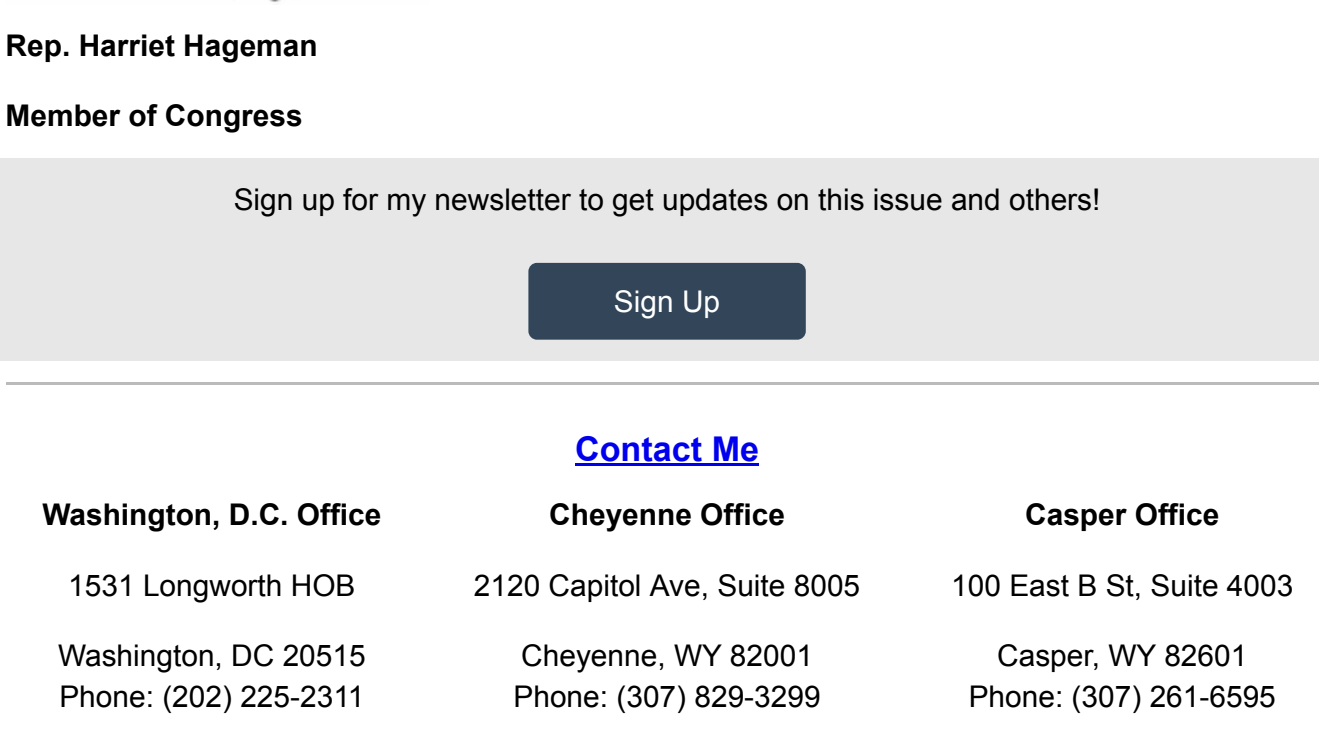 Rep. Harriet Hageman
Member of Congress
Sign up for my newsletter to get updates on this issue and others!
Sign Up
Contact Me
Washington, D.C. Office
1531 Longworth HOB
Washington, DC 20515
Phone: (202) 225-2311
Cheyenne Office
2120 Capitol Ave, Suite 8005
Cheyenne, WY 82001
Phone: (307) 829-3299
Casper Office
100 East B St, Suite 4003
Casper, WY 82601
Phone: (307) 261-6595